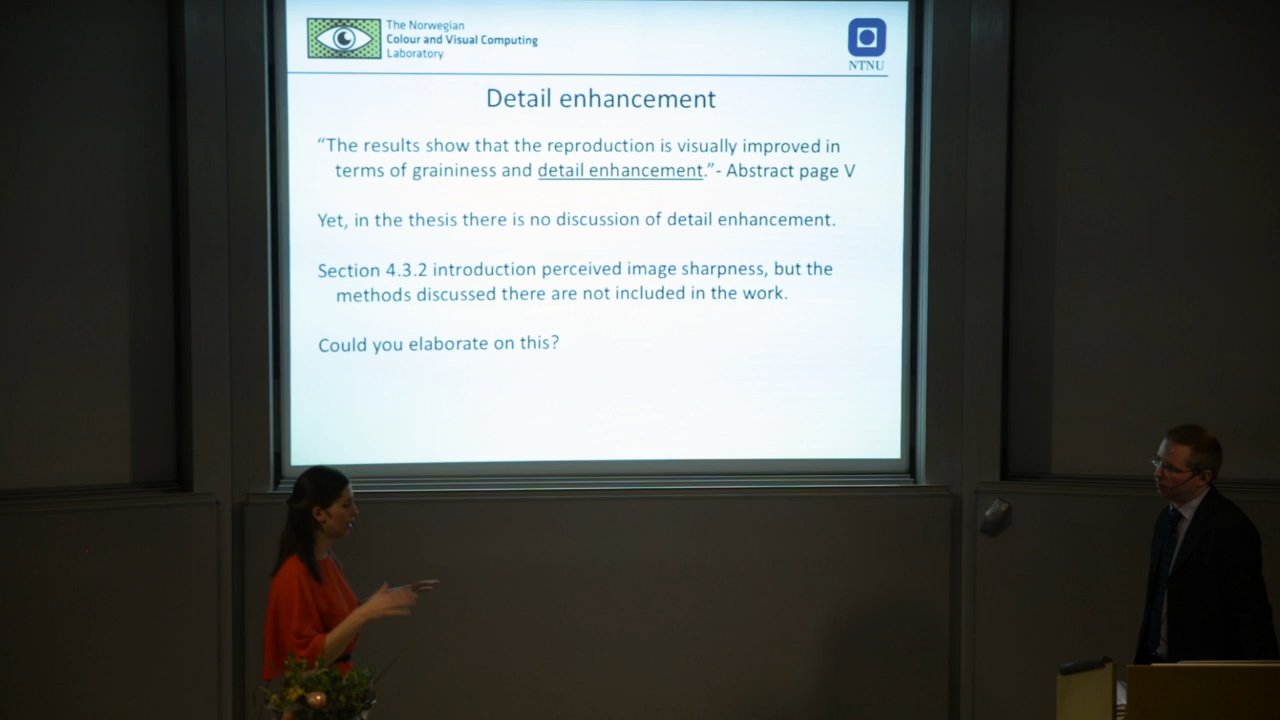 The Norwegian
Colour and Visual Computing
Laboratory
NTNU
Detail enhancement
“The results show that the reproduction is visually improved in
terms of graininess and detail enhancement.”- Abstract page V
Yet, in the thesis there is no discussion of detail enhancement.
Section 4.3.2 introduction perceived image sharpness, but the
methods discussed there are not included in the work.
Could you elaborate on this?